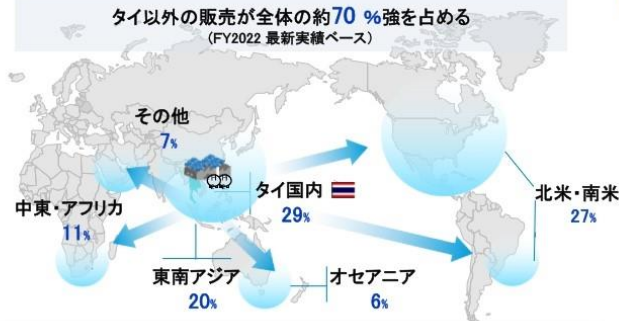 タイ以外の販売が全体の約70 %強を占める
(FY2022 最新実績ベース)
その他
7%
中東・アフリカ
11%
タイ国内
29%
北米・南米
27%
東南アジア
20%
オセアニア
6%